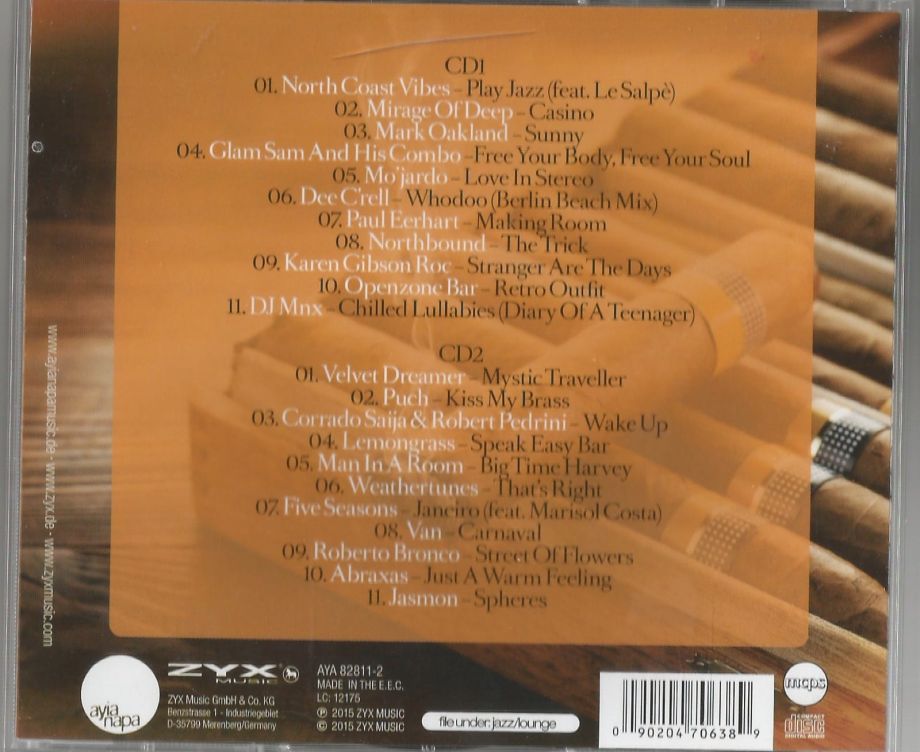 CD1
01. North Coast Vibes – Play Jazz (feat. Le Salpè)
02. Mirage Of Deep – Casino
03. Mark Oakland – Sunny
04. Glam Sam And His Combo – Free Your Body, Free Your Soul
05. Mo'jardo – Love In Stereo
06. Dee C'rell – Whodoo (Berlin Beach Mix)
07. Paul Eerhart – Making Room
08. Northbound – The Trick
09. Karen Gibson Roc – Stranger Are The Days
10. Openzone Bar – Retro Outfit
11. DJ Mnx – Chilled Lullabies (Diary Of A Teenager)
CD2
01. Velvet Dreamer – Mystic Traveller
02. Puch – Kiss My Brass
03. Corrado Saijá & Robert Pedrini – Wake Up
04. Lemongrass – Speak Easy Bar
05. Man In A Room – Big Time Harvey
06. Weathertunes – That's Right
07. Five Seasons – Janeiro (feat. Marisol Costa)
08. Van – Carnaval
09. Roberto Bronco – Street Of Flowers
10. Abraxas – Just A Warm Feeling
11. Jasmon – Spheres
www.ayianapamusic.de - www.zyx.de - www.zyxmusic.com
ayia napa
ZYX MUSIC
ZYX Music GmbH & Co. KG
Benzstrasse 1 - Industriegebiet
D-35799 Merenberg/Germany
AYA 82811-2
MADE IN THE E.E.C.
LC: 12175
℗ 2015 ZYX MUSIC
© 2015 ZYX MUSIC
file under: jazz/lounge
0 90204 70638 9
mcps
COMPACT
disc
DIGITAL AUDIO